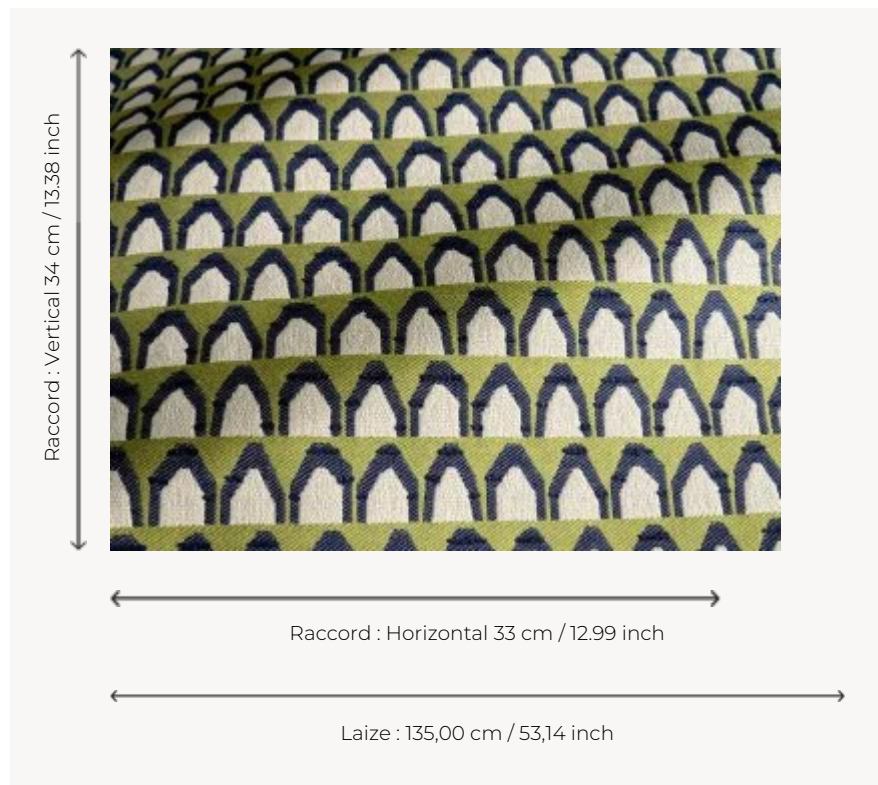 Raccord : Vertical 34 cm / 13.38 inch
Raccord : Horizontal 33 cm / 12.99 inch
Laize : 135,00 cm / 53,14 inch